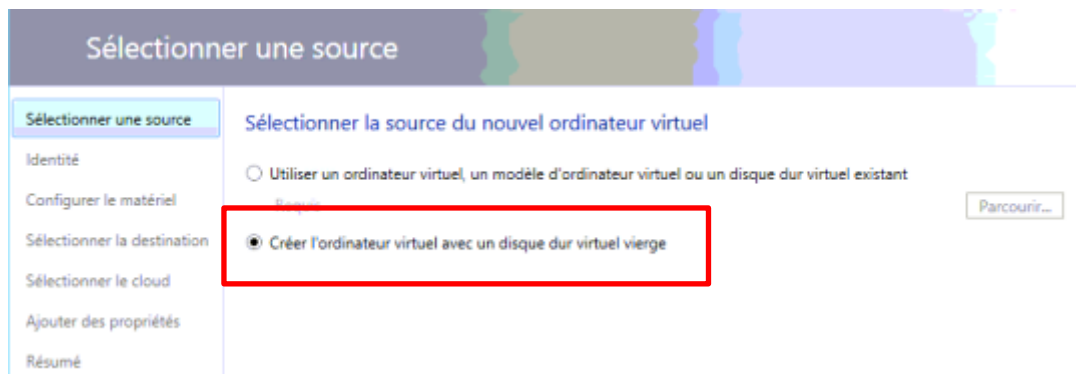 Sélectionner une source
Sélectionner une source
Identité
Configurer le matériel
Sélectionner la destination
Sélectionner le cloud
Ajouter des propriétés
Résumé
Sélectionner la source du nouvel ordinateur virtuel
Utiliser un ordinateur virtuel, un modèle d'ordinateur virtuel ou un disque dur virtuel existant
Requis
Parcourir...
Créer l'ordinateur virtuel avec un disque dur virtuel vierge